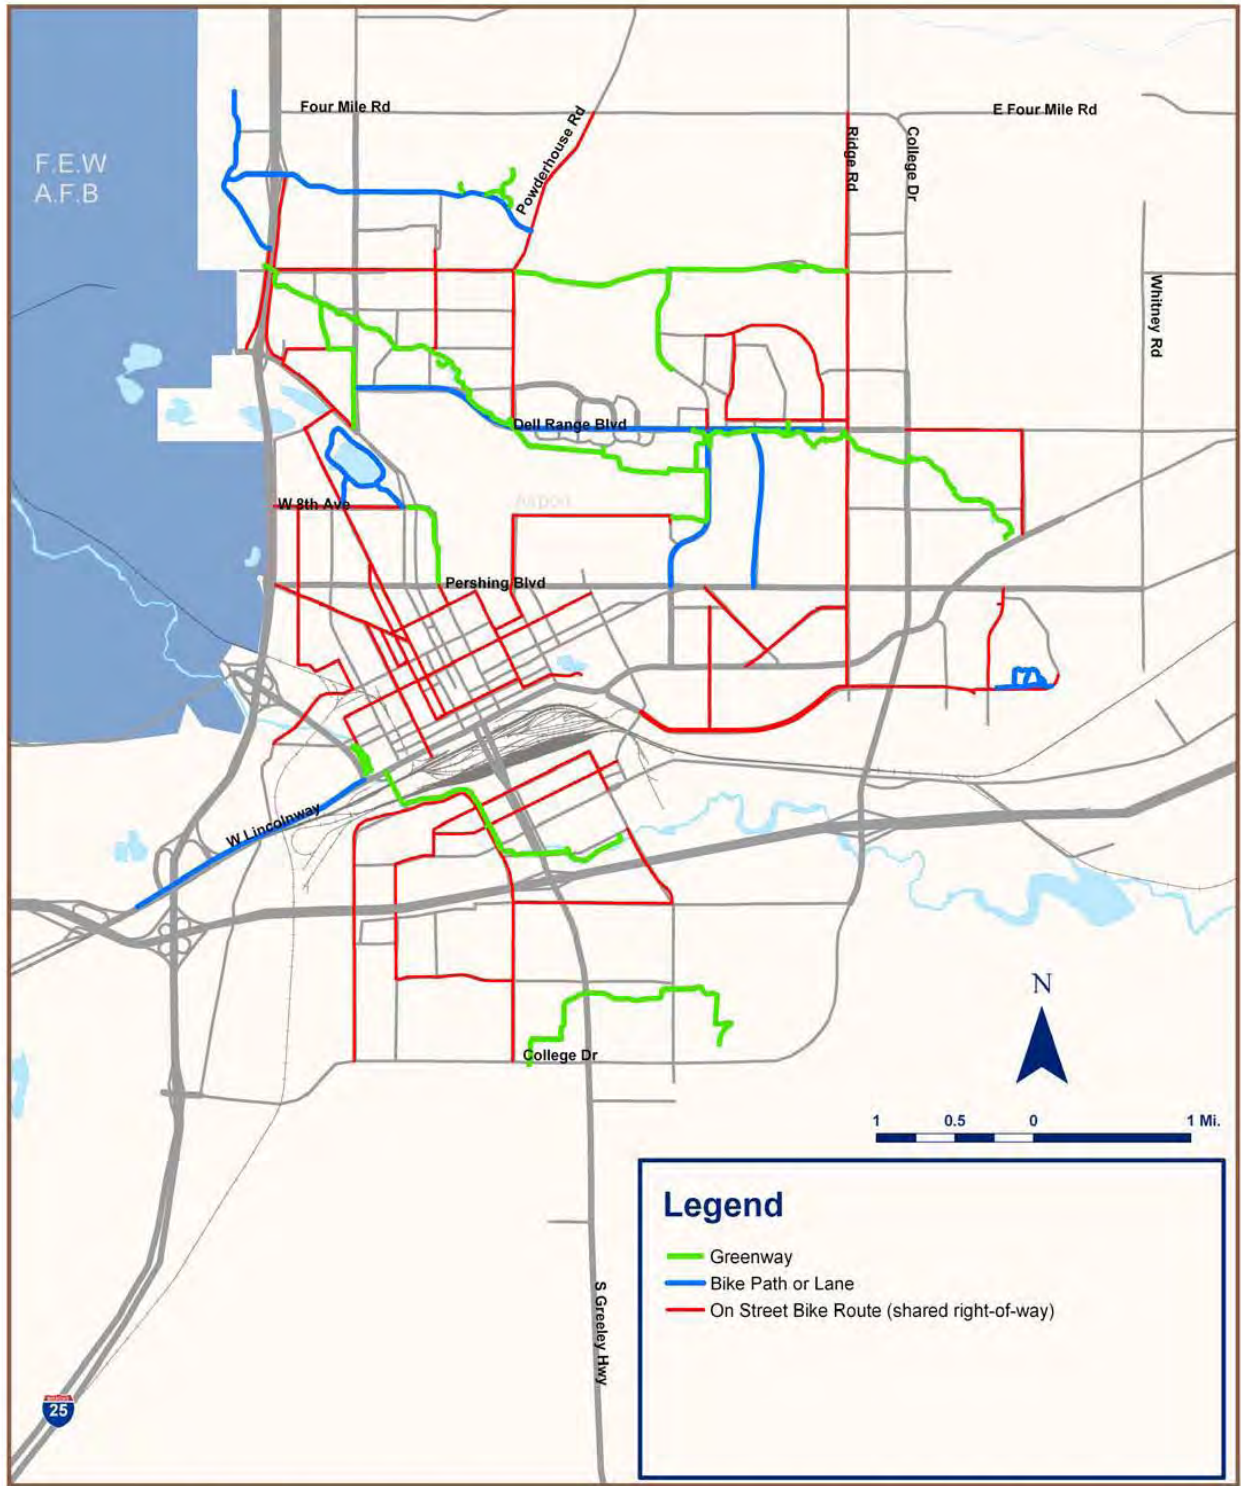 Four Mile Rd
E Four Mile Rd
Powderhouse Rd
Ridge Rd
College Dr
F.E.W
A.F.B
Whitney Rd
Dell Range Blvd
W 8th Ave
Airport
Pershing Blvd
W Lincolnway
N
College Dr
1 0.5 0 1 Mi.
Legend
Greenway
Bike Path or Lane
On Street Bike Route (shared right-of-way)
S Greeley Hwy
25